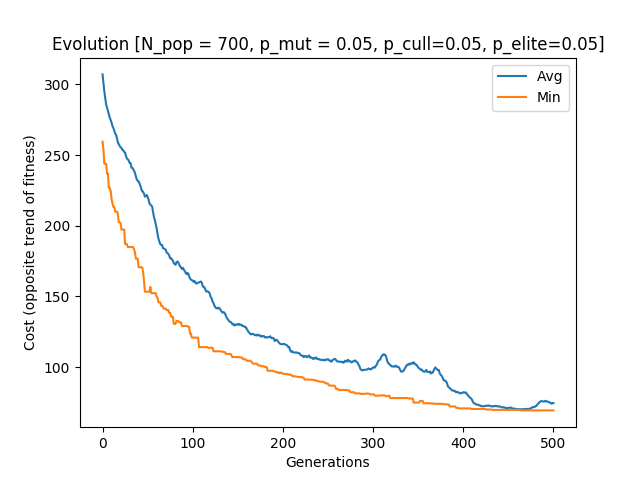 Evolution [N_pop = 700, p_mut = 0.05, p_cull=0.05, p_elite=0.05]
Avg
Min
Cost (opposite trend of fitness)
300
250
200
150
100
0 100 200 300 400 500
Generations